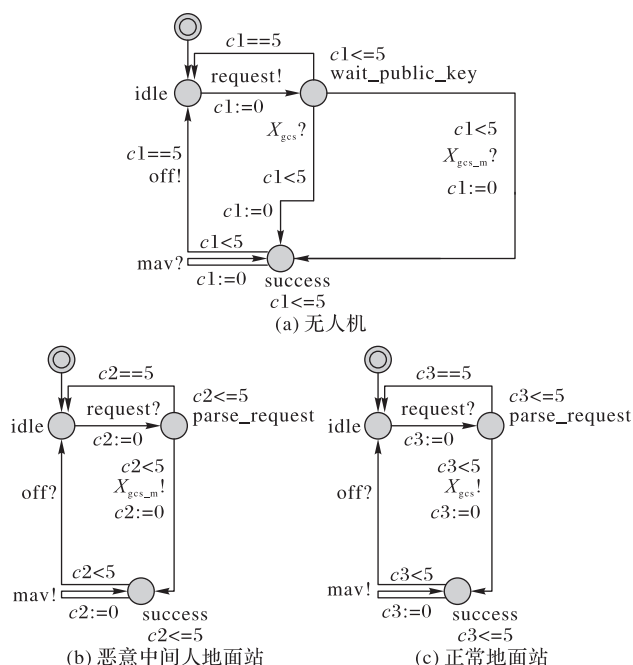 c1==5
c1<=5
wait_public_key
request!
idle
c1:=0
X_gcs?
c1<5
c1<5
X_gcs_m?
c1==5
off!
c1:=0
c1:=0
c1<5
mav?
c1:=0
success
c1<=5
(a) 无人机
c2==5
c2<=5
parse_request
request?
idle
c2:=0
c2<5
X_gcs_m!
c2:=0
off?
c2<5
mav!
c2:=0
success
c2<=5
(b) 恶意中间人地面站
c3==5
c3<=5
parse_request
request?
idle
c3:=0
c3<5
X_gcs!
c3:=0
off?
c3<5
mav!
c3:=0
success
c3<=5
(c) 正常地面站